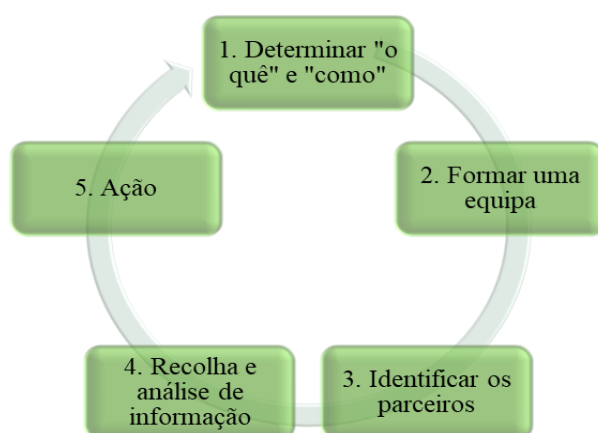 1. Determinar "o
quê" e "como"
2. Formar uma
equipa
3. Identificar os
parceiros
4. Recolha e
análise de
informação
5. Ação